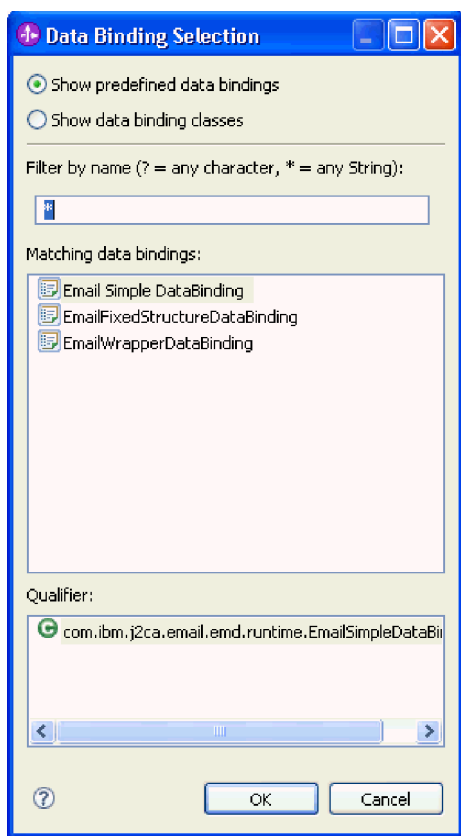 Data Binding Selection
Show predefined data bindings
Show data binding classes
Filter by name (? = any character, * = any String):
*
Matching data bindings:
Email Simple DataBinding
EmailFixedStructureDataBinding
EmailWrapperDataBinding
Qualifier:
com.ibm.j2ca.email.emd.runtime.EmailSimpleDataBi
OK Cancel